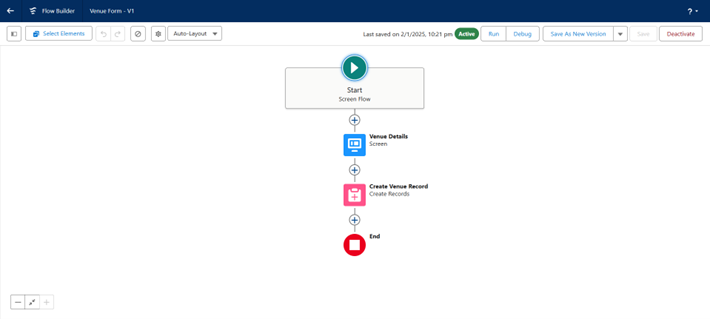 Flow Builder
Venue Form - V1
?
Select Elements
Auto-Layout
Last saved on 2/1/2025, 10:21 pm
Active
Run
Debug
Save As New Version
Save
Deactivate
Start
Screen Flow
Venue Details
Screen
Create Venue Record
Create Records
End